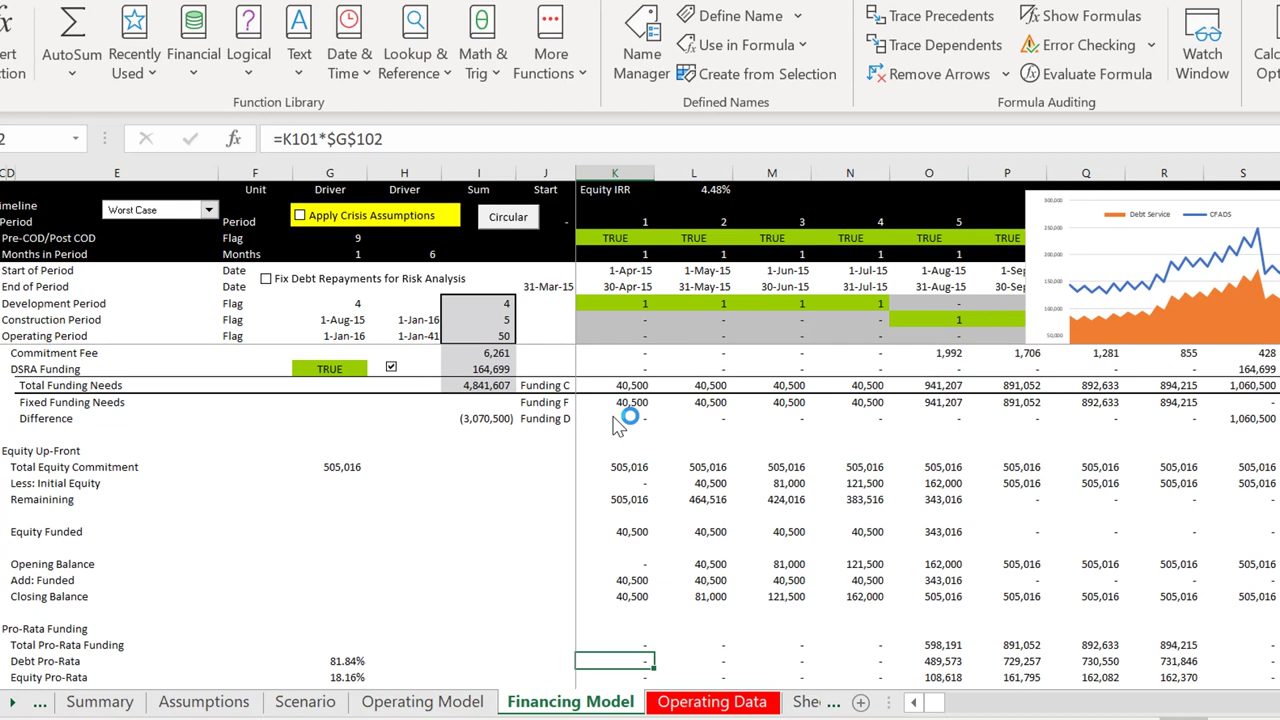 AutoSum Recently Used Financial Logical Text Date & Time Lookup & Reference Math & Trig More Functions
Function Library
Name Manager
Define Name
Use in Formula
Create from Selection
Defined Names
Trace Precedents
Trace Dependents
Remove Arrows
Show Formulas
Error Checking
Evaluate Formula
Formula Auditing
Watch Window
fx =K101*$G$102
E F G H I J K L M N O P Q R S
Unit Driver Driver Sum Start Equity IRR 4.48%
Worst Case
Apply Crisis Assumptions
Circular
Period - 1 2 3 4 5
Pre-COD/Post COD Flag 9 TRUE TRUE TRUE TRUE TRUE TRUE
Months in Period Months 1 6 1 1 1 1 1
Start of Period Date 1-Apr-15 1-May-15 1-Jun-15 1-Jul-15 1-Aug-15
Fix Debt Repayments for Risk Analysis
End of Period Date 31-Mar-15 30-Apr-15 31-May-15 30-Jun-15 31-Jul-15 31-Aug-15
Development Period Flag 4 4 1 1 1 1 -
Construction Period Flag 1-Aug-15 1-Jan-16 5 - - - - 1
Operating Period Flag 1-Jan-16 1-Jan-41 50 - - - - -
300,000
Debt Service CFADS
250,000
200,000
150,000
100,000
50,000
Commitment Fee 6,261 - - - - 1,992 1,706 1,281 855 428
DSRA Funding TRUE 164,699 - - - - - - - - 164,699
Total Funding Needs 4,841,607 Funding C 40,500 40,500 40,500 40,500 941,207 891,052 892,633 894,215 1,060,500
Fixed Funding Needs Funding F 40,500 40,500 40,500 40,500 941,207 891,052 892,633 894,215 -
Difference (3,070,500) Funding D - - - - - - - - 1,060,500
Equity Up-Front
Total Equity Commitment 505,016 505,016 505,016 505,016 505,016 505,016 505,016 505,016 505,016 505,016
Less: Initial Equity - 40,500 81,000 121,500 162,000 505,016 505,016 505,016 505,016
Remaining 505,016 464,516 424,016 383,516 343,016 - - - -
Equity Funded 40,500 40,500 40,500 40,500 343,016 - - - -
Opening Balance - 40,500 81,000 121,500 162,000 505,016 505,016 505,016 505,016
Add: Funded 40,500 40,500 40,500 40,500 343,016 - - - -
Closing Balance 40,500 81,000 121,500 162,000 505,016 505,016 505,016 505,016 505,016
Pro-Rata Funding
Total Pro-Rata Funding - - - - 598,191 891,052 892,633 894,215 -
Debt Pro-Rata 81.84% - - - - 489,573 729,257 730,550 731,846 -
Equity Pro-Rata 18.16% - - - - 108,618 161,795 162,082 162,370 -
... Summary Assumptions Scenario Operating Model Financing Model Operating Data ...